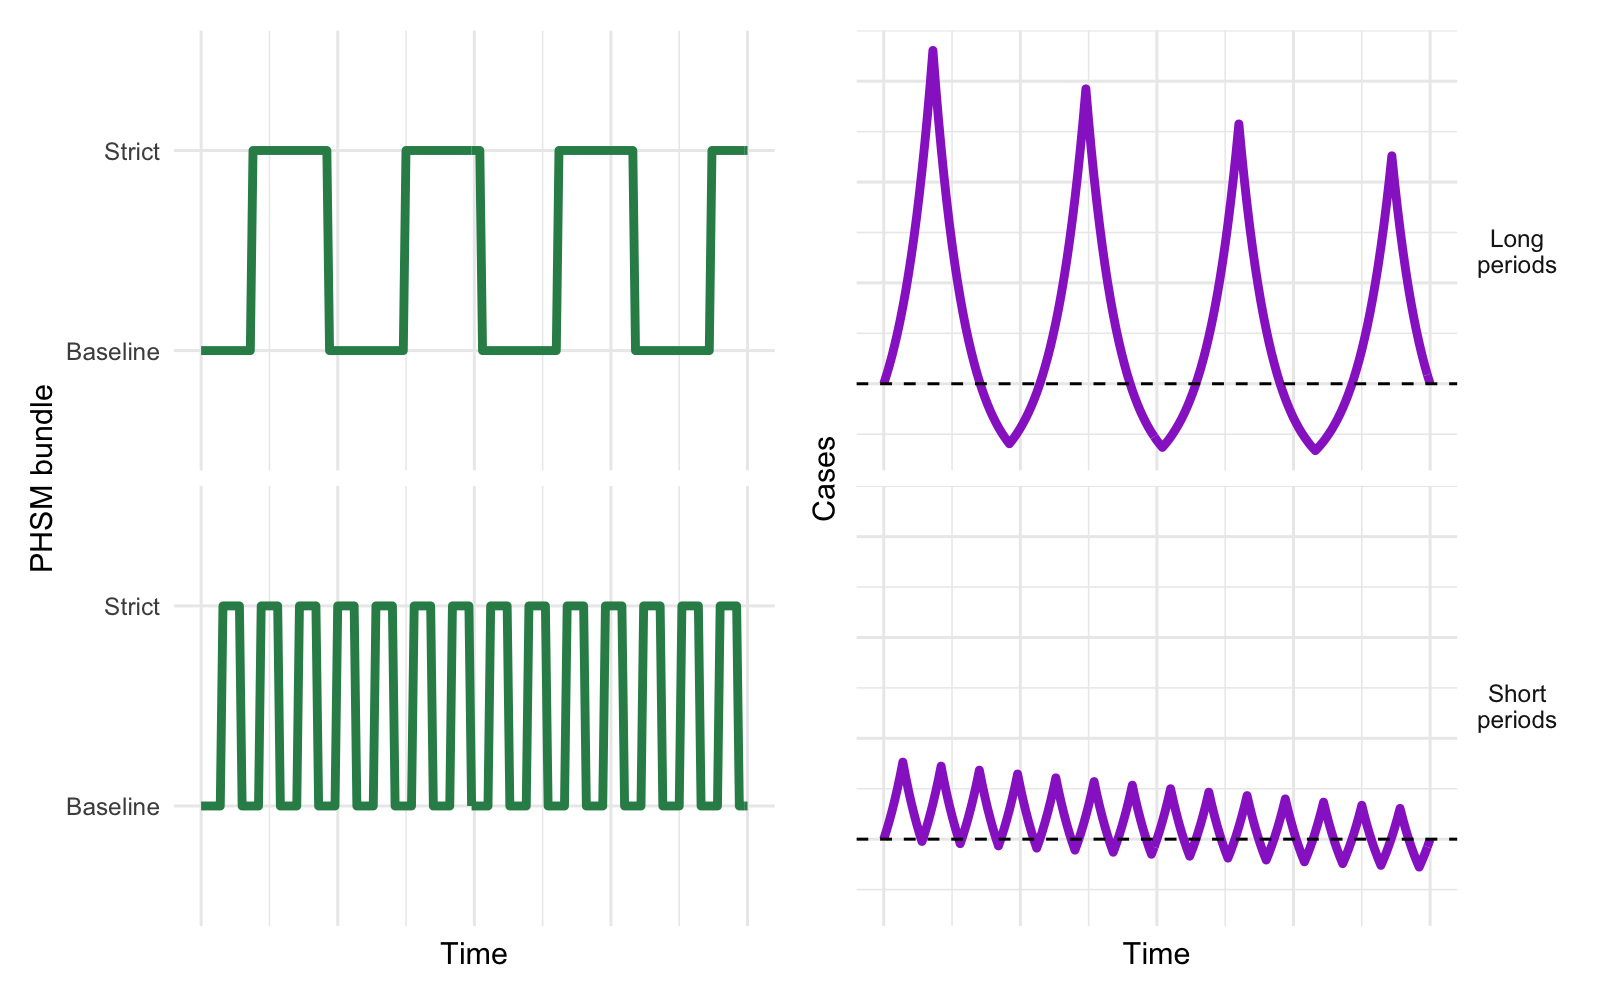 PHSM bundle
Strict
Baseline
Strict
Baseline
Time
Cases
Long
periods
Short
periods
Time